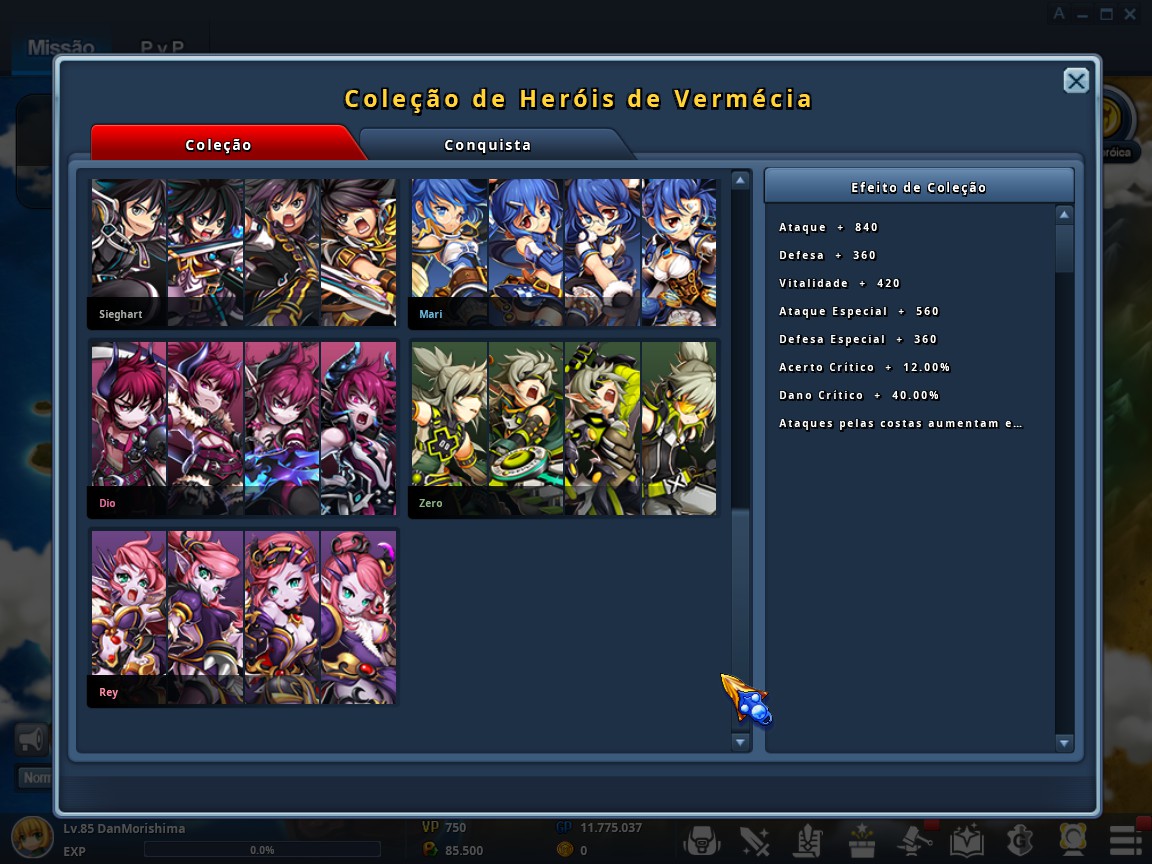 A
Missão
PvP
Coleção de Heróis de Vermécia
Coleção
Conquista
Efeito de Coleção
Ataque + 840
Defesa + 360
Vitalidade + 420
Ataque Especial + 560
Defesa Especial + 360
Acerto Crítico + 12.00%
Dano Crítico + 40.00%
Ataques pelas costas aumentam e...
Sieghart
Mari
Dio
Zero
Rey
Lv.85 DanMorishima
EXP
0.0%
VP 750
85.500
GP 11.775.037
0